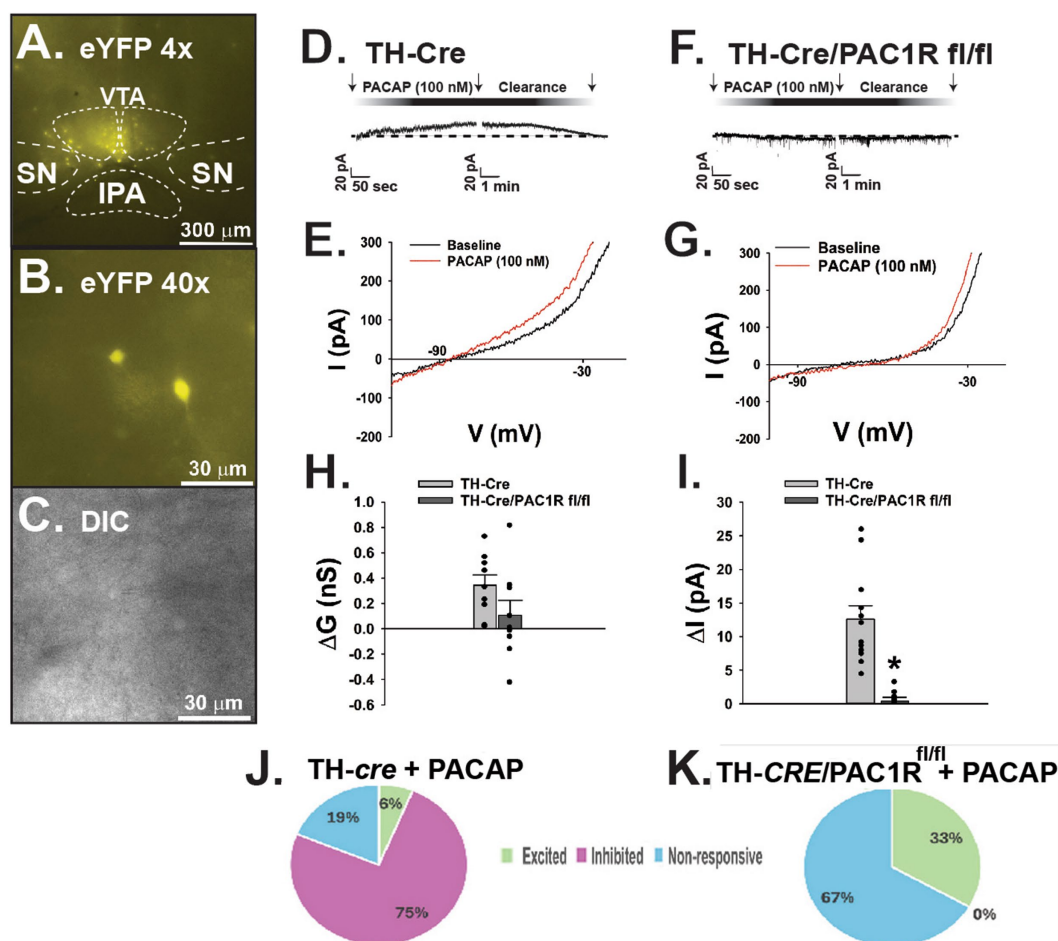 A. eYFP 4x
VTA
SN
SN
IPA
300 µm
B. eYFP 40x
30 µm
C. DIC
30 µm
D. TH-Cre
PACAP (100 nM)
Clearance
20 pA
50 sec
20 pA
1 min
F. TH-Cre/PAC1R fl/fl
PACAP (100 nM)
Clearance
20 pA
50 sec
20 pA
1 min
E.
Baseline
PACAP (100 nM)
I (pA)
300
200
100
0
-100
-200
-90
-30
V (mV)
G.
Baseline
PACAP (100 nM)
I (pA)
300
200
100
0
-100
-200
-90
-30
V (mV)
H.
TH-Cre
TH-Cre/PAC1R fl/fl
ΔG (nS)
1.0
0.8
0.6
0.4
0.2
0.0
-0.2
-0.4
-0.6
I.
TH-Cre
TH-Cre/PAC1R fl/fl
ΔI (pA)
30
25
20
15
10
5
0
*
J. TH-cre + PACAP
6%
19%
75%
Excited Inhibited Non-responsive
K. TH-CRE/PAC1R fl/fl + PACAP
33%
67%
0%